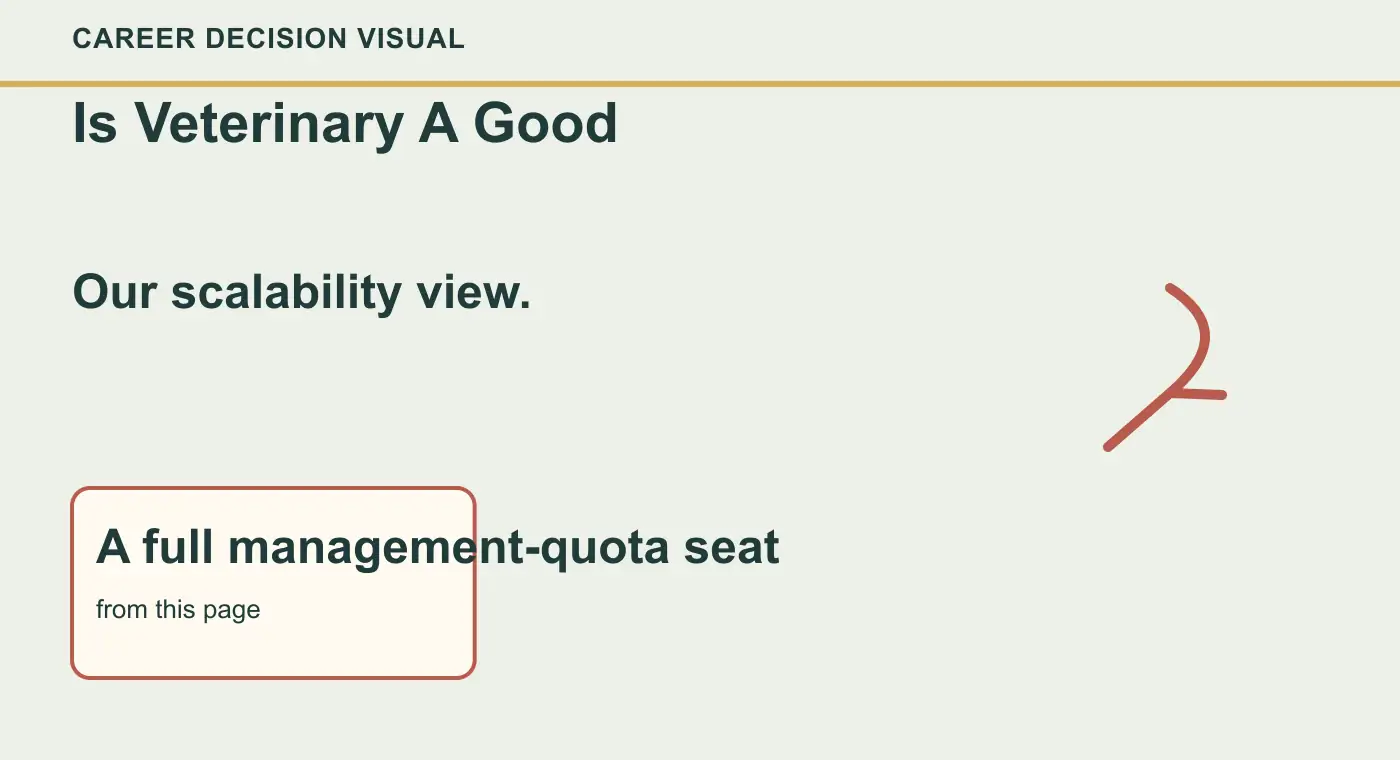 CAREER DECISION VISUAL
Is Veterinary A Good
Our scalability view.
A full management-quota seat
from this page